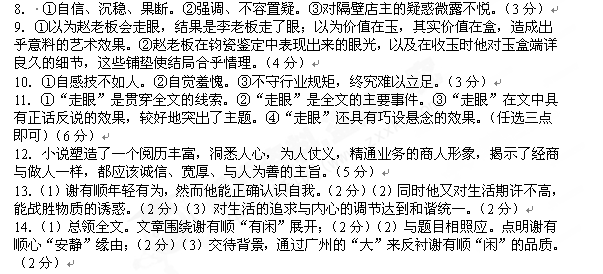 8. ①自信、沉稳、果断。②强调、不容置疑。③对隔壁店主的疑惑微露不悦。（3 分）
9. ①以为赵老板会走眼，结果是李老板走了眼；以为价值在玉，其实价值在盒，造成出
乎意料的艺术效果。②赵老板在钧瓷鉴定中表现出来的眼光，以及在收玉时他对玉盒端详
良久的细节，这些铺垫使结局合乎情理。（4 分）
10. ①自感技不如人。②自觉羞愧。③不守行业规矩，终究难以立足。（3 分）
11. ①“走眼”是贯穿全文的线索。②“走眼”是全文的主要事件。③“走眼”在文中具
有正话反说的效果，较好地突出了主题。④“走眼”还具有巧设悬念的效果。（任选三点
即可）（6 分）
12. 小说塑造了一个阅历丰富，洞悉人心，为人仗义，精通业务的商人形象，揭示了经商
与做人一样，都应该诚信、宽厚、与人为善的主旨。（5 分）
13.（1）谢有顺年轻有为，然而他能正确认识自我。（2 分）（2）同时他又对生活期许不高，
能战胜物质的诱惑。（2 分）（3）对生活的追求与内心的调节达到和谐统一。（2 分）
14.（1）总领全文。文章围绕谢有顺“有闲”展开；（2 分）（2）与题目相照应。点明谢有
顺心“安静”缘由；（2 分）（3）交待背景，通过广州的“大”来反衬谢有顺“闲”的品质。
（2 分）